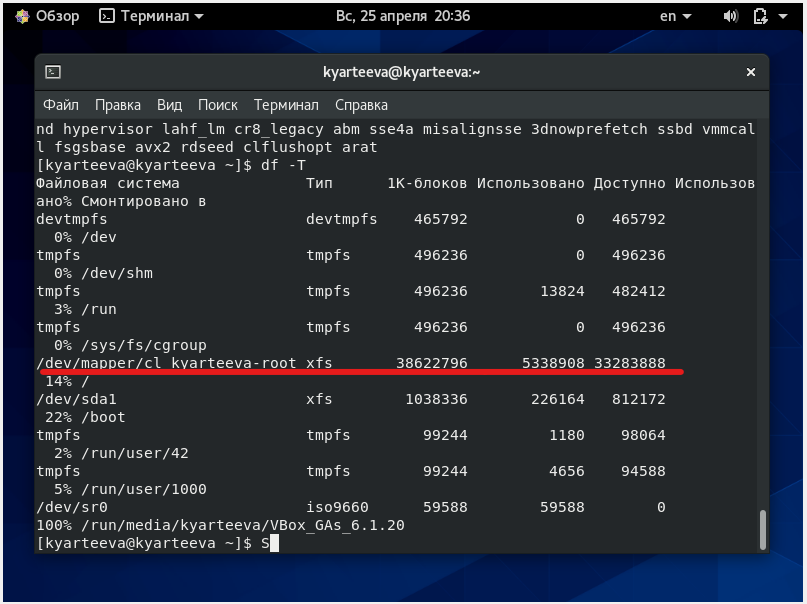 Обзор Терминал Вс, 25 апреля 20:36 en
kyarteeva@kyarteeva:~
Файл Правка Вид Поиск Терминал Справка
nd hypervisor lahf_lm cr8_legacy abm sse4a misalignsse 3dnowprefetch ssbd vmmcal
l fsgsbase avx2 rdseed clflushopt arat
[kyarteeva@kyarteeva ~]$ df -T
Файловая система Тип 1K-блоков Использовано Доступно Использов
ано% Смонтировано в
devtmpfs devtmpfs 465792 0 465792
0% /dev
tmpfs tmpfs 496236 0 496236
0% /dev/shm
tmpfs tmpfs 496236 13824 482412
3% /run
tmpfs tmpfs 496236 0 496236
0% /sys/fs/cgroup
/dev/mapper/cl_kyarteeva-root xfs 38622796 5338908 33283888
14% /
/dev/sda1 xfs 1038336 226164 812172
22% /boot
tmpfs tmpfs 99244 1180 98064
2% /run/user/42
tmpfs tmpfs 99244 4656 94588
5% /run/user/1000
/dev/sr0 iso9660 59588 59588 0
100% /run/media/kyarteeva/VBox_GAs_6.1.20
[kyarteeva@kyarteeva ~]$ S